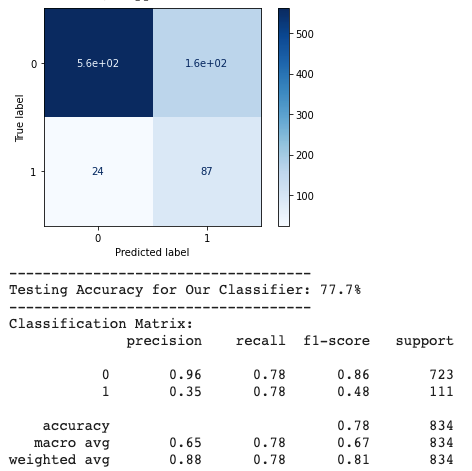 500
0
5.6e+02
1.6e+02
400
True label
300
200
1
24
87
100
0
1
Predicted label
------------------------------------
Testing Accuracy for Our Classifier: 77.7%
------------------------------------
Classification Matrix:
precision recall f1-score support
0 0.96 0.78 0.86 723
1 0.35 0.78 0.48 111
accuracy 0.78 834
macro avg 0.65 0.78 0.67 834
weighted avg 0.88 0.78 0.81 834